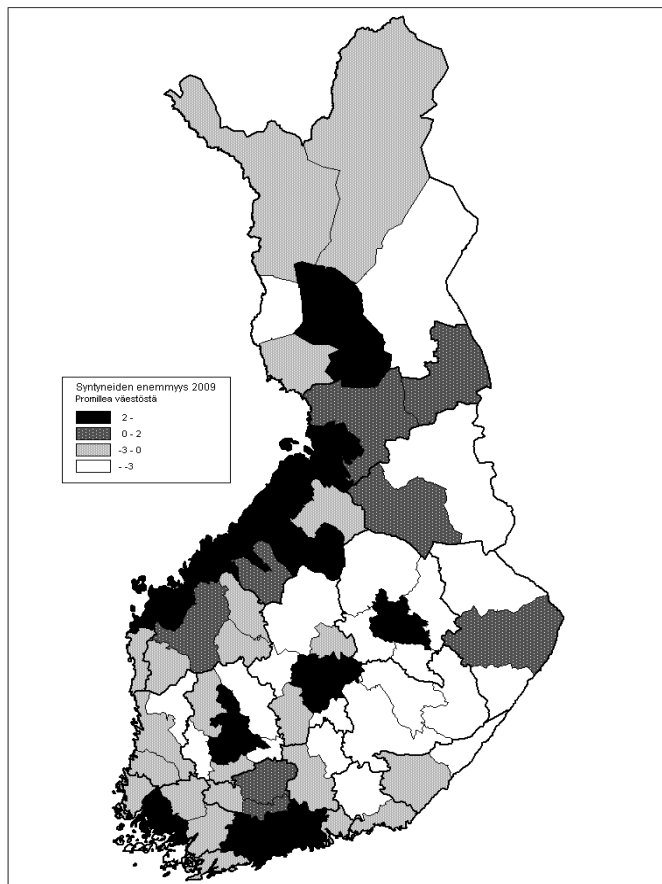 Syntyneiden enemmyys 2009
Promillea väestöstä
2 -
0 - 2
-3 - 0
- -3